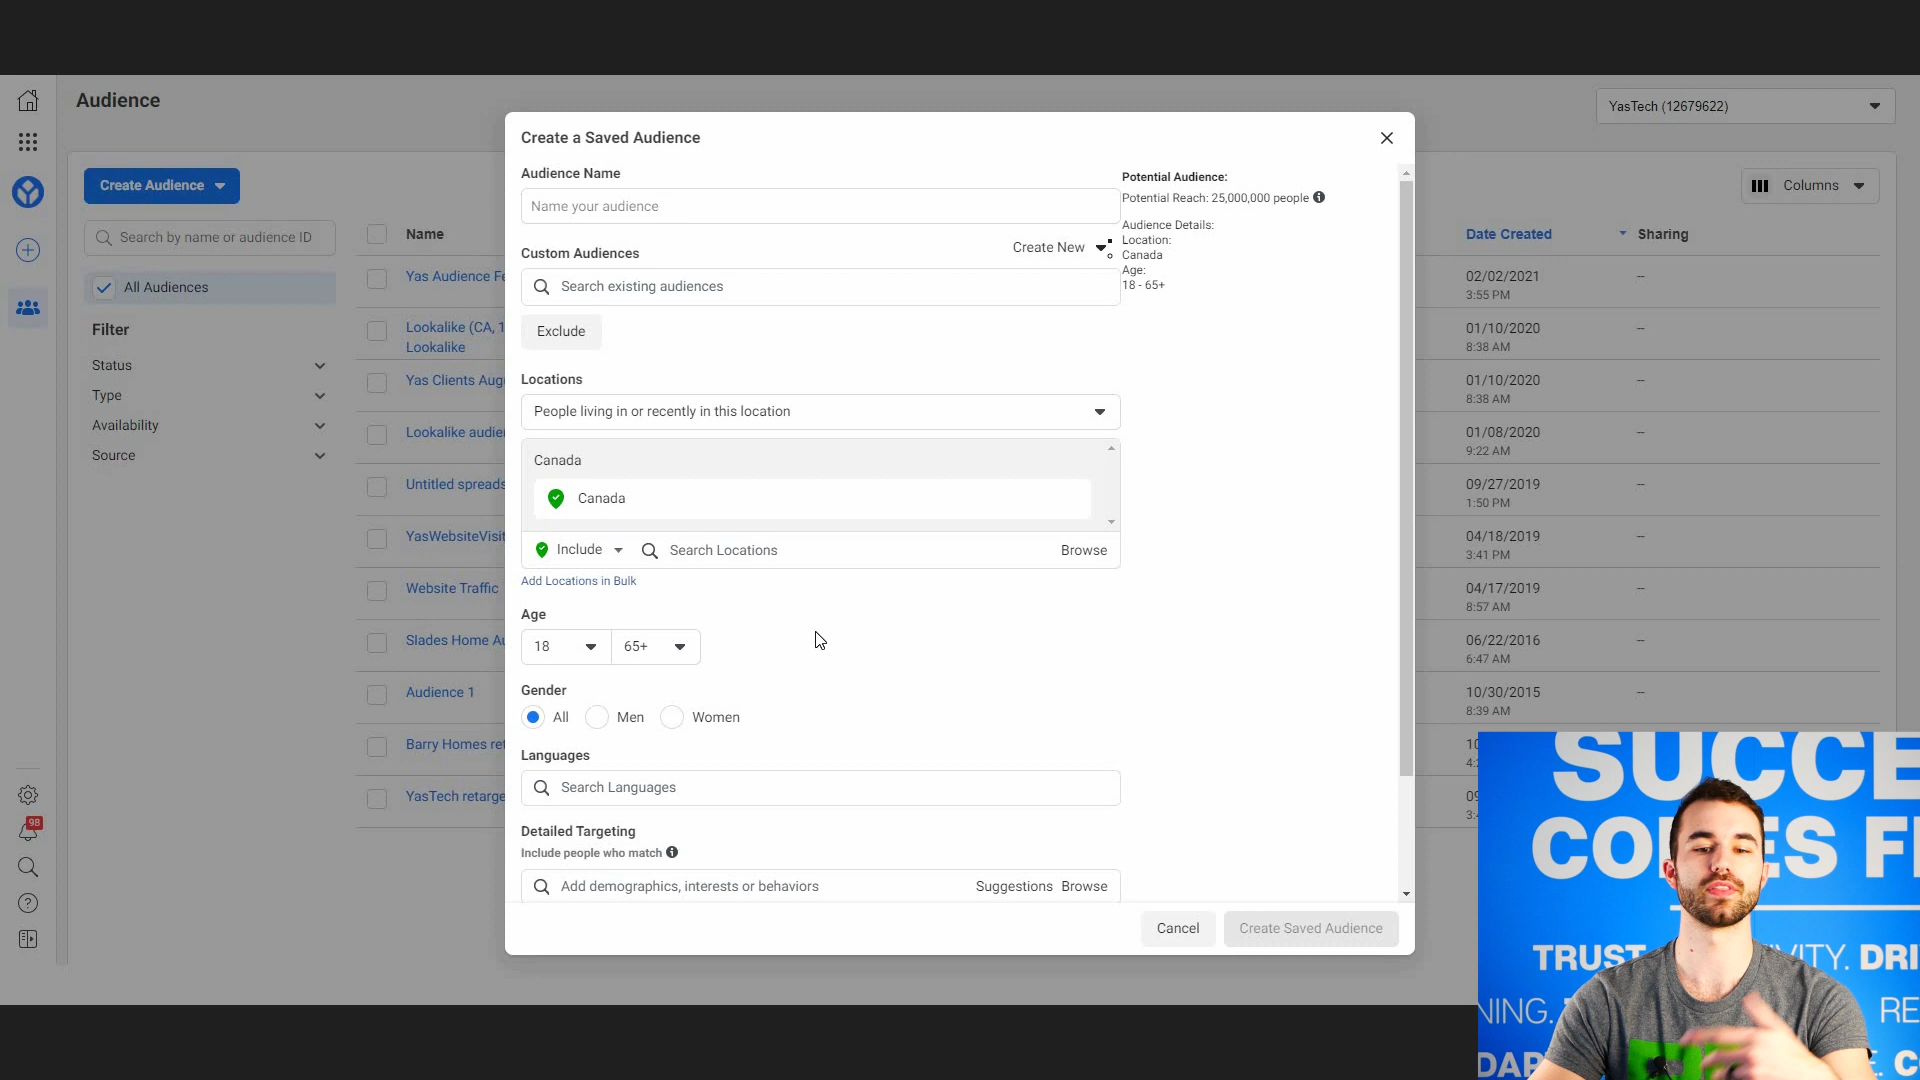 Audience
YasTech (12679622)
Create Audience
Search by name or audience ID
All Audiences
Filter
Status
Type
Availability
Source
98
Name
Yas Audience Fe
Lookalike (CA, 1
Lookalike
Yas Clients Aug
Lookalike audie
Untitled spreads
YasWebsiteVisit
Website Traffic
Slades Home Au
Audience 1
Barry Homes ret
YasTech retarge
Create a Saved Audience
Audience Name
Name your audience
Custom Audiences
Create New
Search existing audiences
Exclude
Locations
People living in or recently in this location
Canada
Canada
Include
Search Locations
Browse
Add Locations in Bulk
Age
18
65+
Gender
All
Men
Women
Languages
Search Languages
Detailed Targeting
Include people who match
Add demographics, interests or behaviors
Suggestions
Browse
Cancel
Create Saved Audience
Potential Audience:
Potential Reach: 25,000,000 people
Audience Details:
Location:
Canada
Age:
18 - 65+
Columns
Date Created
Sharing
02/02/2021
3:55 PM
--
01/10/2020
8:38 AM
--
01/10/2020
8:38 AM
--
01/08/2020
9:22 AM
--
09/27/2019
1:50 PM
--
04/18/2019
3:41 PM
--
04/17/2019
8:57 AM
--
06/22/2016
6:47 AM
--
10/30/2015
8:39 AM
--
SUCCE
CO ES F
TRUST VITY. DRI
NING. RE
DAP C